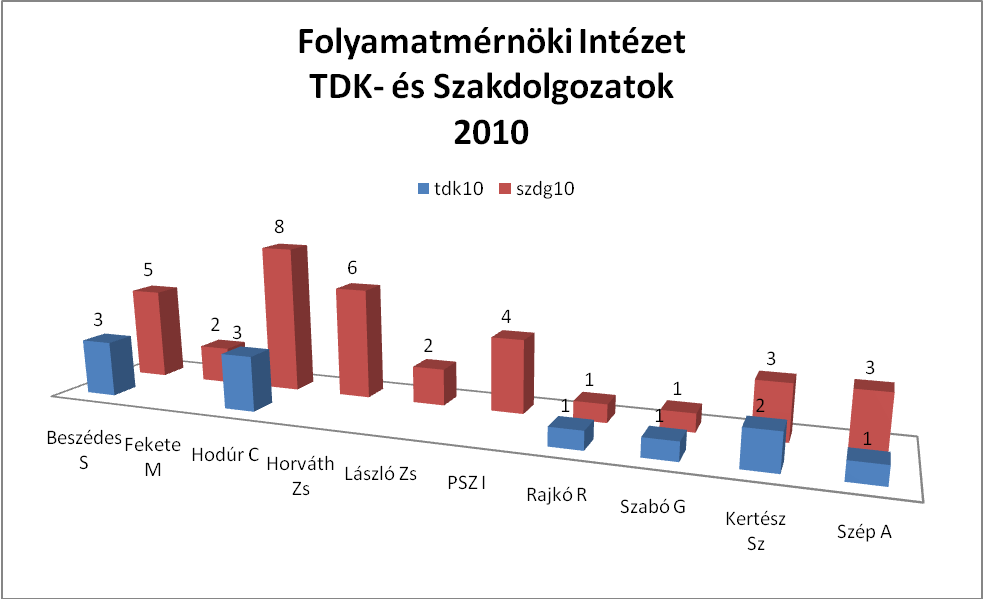 Folyamatmérnöki Intézet
TDK- és Szakdolgozatok
2010
tdk10 szdg10
8
5
6
3
2
3
2
4
1
1
3
3
1
1
2
1
Beszédes
S
Fekete
M
Hodúr C
Horváth
Zs
László Zs
PSZ I
Rajkó R
Szabó G
Kertész
Sz
Szép A